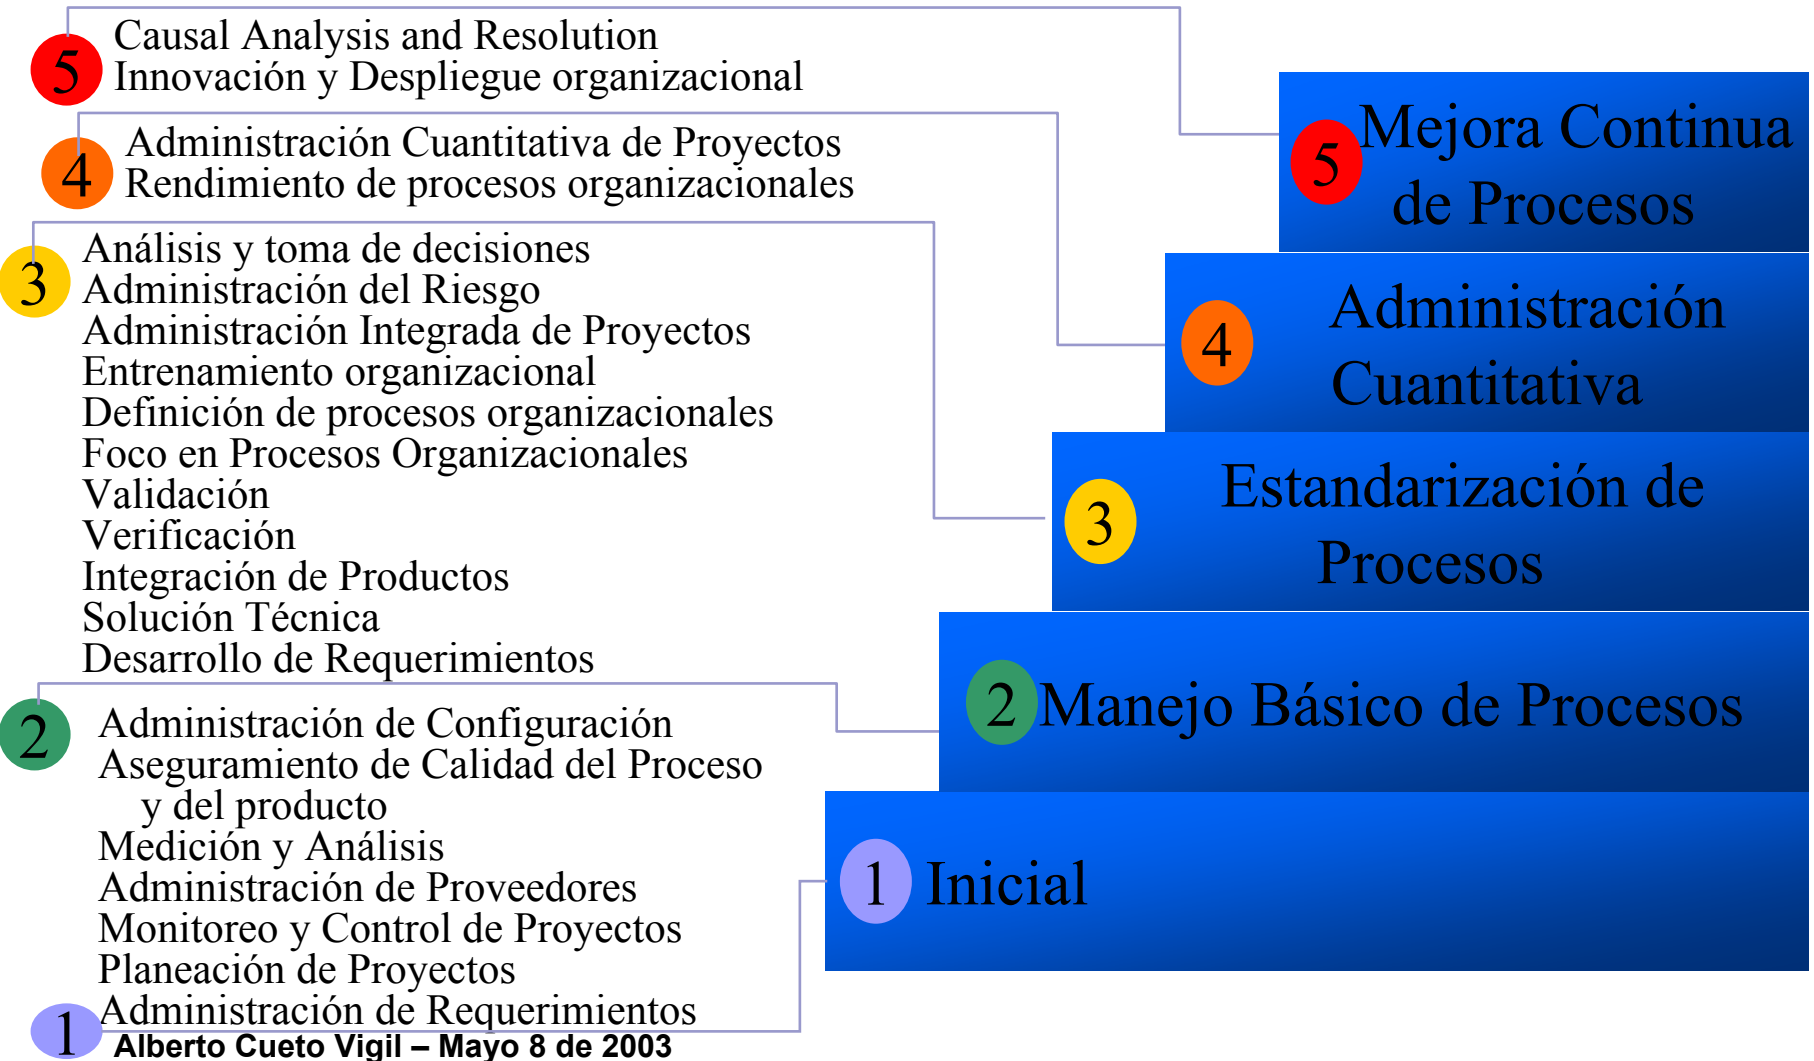 5
Causal Analysis and Resolution
Innovación y Despliegue organizacional
4
Administración Cuantitativa de Proyectos
Rendimiento de procesos organizacionales
3
Análisis y toma de decisiones
Administración del Riesgo
Administración Integrada de Proyectos
Entrenamiento organizacional
Definición de procesos organizacionales
Foco en Procesos Organizacionales
Validación
Verificación
Integración de Productos
Solución Técnica
Desarrollo de Requerimientos
2
Administración de Configuración
Aseguramiento de Calidad del Proceso
y del producto
Medición y Análisis
Administración de Proveedores
Monitoreo y Control de Proyectos
Planeación de Proyectos
Administración de Requerimientos
1
Alberto Cueto Vigil – Mayo 8 de 2003
5
Mejora Continua
de Procesos
4
Administración
Cuantitativa
3
Estandarización de
Procesos
2 Manejo Básico de Procesos
1 Inicial